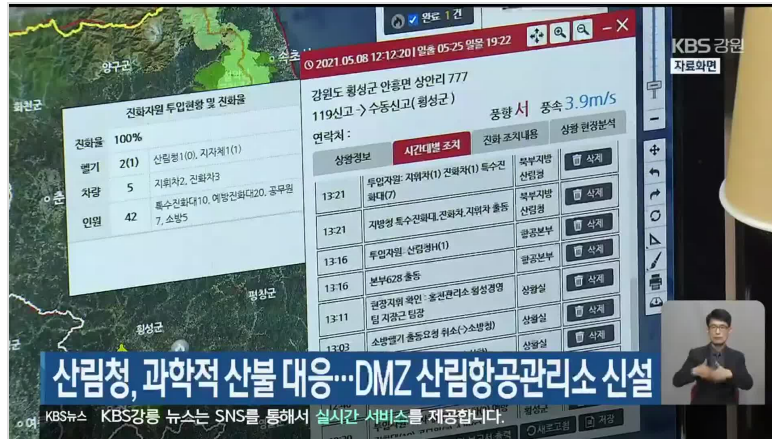 완료 1건
KBS 강원
자료화면
2021.05.08 12:12:20 | 일출 05:25 일몰 19:22
강원도 횡성군 안흥면 상안리 777
119신고 -> 수동신고( 횡성군 )
연락처 :
풍향 서 풍속 3.9m/s
상황정보 시간대별 조치 진화 조치내용 상황 현장분석
진화자원 투입현황 및 진화율
진화율 100%
헬기 2(1) 산림청1(0), 지자체1(1)
차량 5 지휘차2, 진화차3
인원 42 특수진화대10, 예방진화대20, 공무원7, 소방5
13:21 투입자원: 지휘차(1) 진화차(1) 특수진화대(7) 북부지방산림청 삭제
13:21 지방청 특수진화대,진화차,지휘차 출동 북부지방산림청 삭제
13:16 투입자원: 산림청H(1) 항공본부 삭제
13:16 본부628 출동 항공본부 삭제
13:11 현장지휘 확인 : 홍천관리소 횡성경영팀 지장근 팀장 상황실 삭제
13:03 소방헬기 출동요청 취소(->소방청) 상황실 삭제
양구군
속초
화천군
평창군
횡성군
산림청, 과학적 산불 대응…DMZ 산림항공관리소 신설
KBS뉴스 KBS강릉 뉴스는 SNS를 통해서 실시간 서비스를 제공합니다.
새로고침 저장